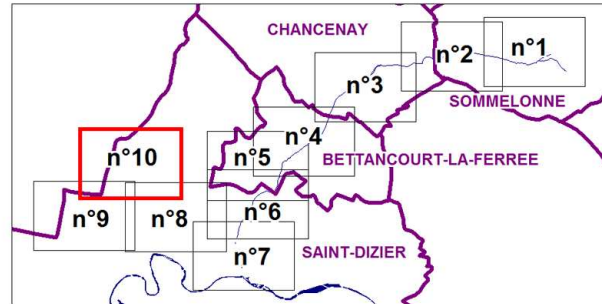 CHANCENAY
n°1
n°2
n°3
SOMMELONNE
n°4
n°5
BETTANCOURT-LA-FERREE
n°10
n°9
n°8
n°6
n°7
SAINT-DIZIER